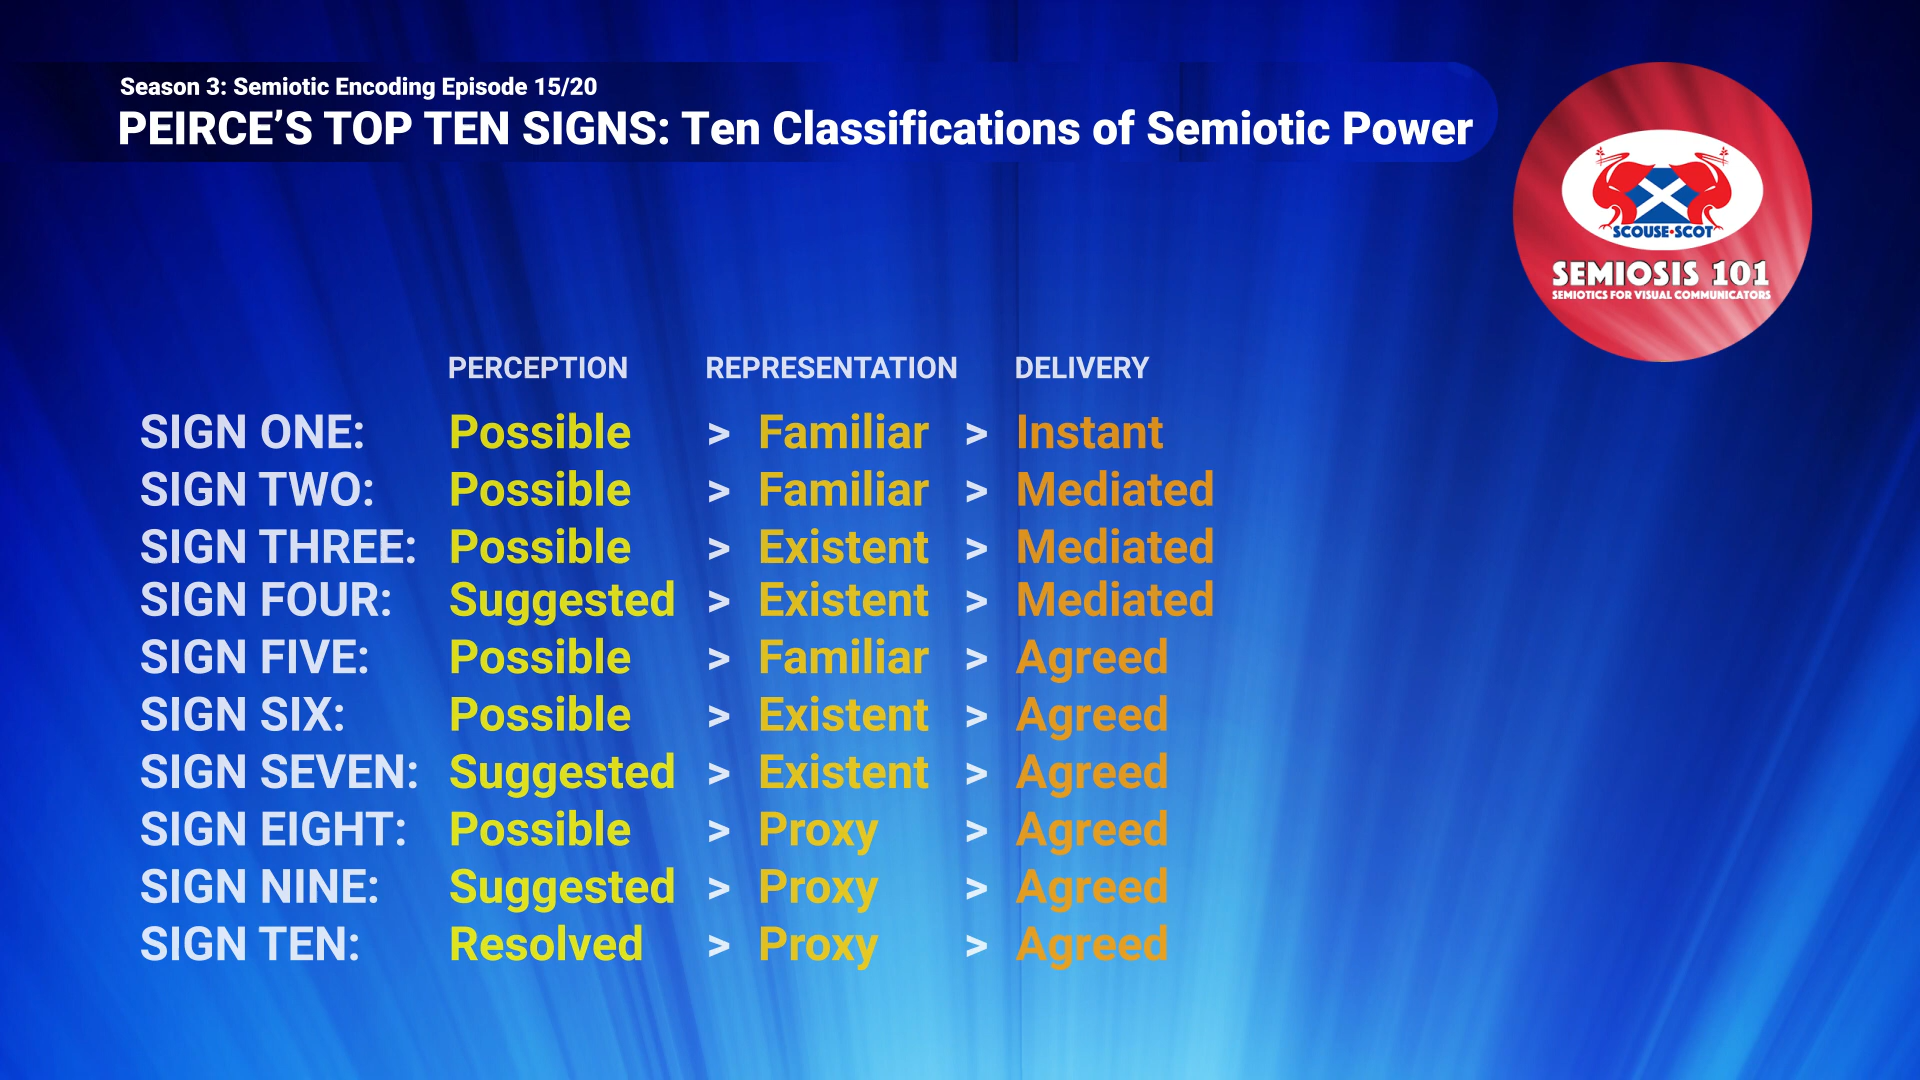 Season 3: Semiotic Encoding Episode 15/20
PEIRCE’S TOP TEN SIGNS: Ten Classifications of Semiotic Power
SCOUSE•SCOT
SEMIOSIS 101
SEMIOTICS FOR VISUAL COMMUNICATORS
PERCEPTION REPRESENTATION DELIVERY
SIGN ONE: Possible > Familiar > Instant
SIGN TWO: Possible > Familiar > Mediated
SIGN THREE: Possible > Existent > Mediated
SIGN FOUR: Suggested > Existent > Mediated
SIGN FIVE: Possible > Familiar > Agreed
SIGN SIX: Possible > Existent > Agreed
SIGN SEVEN: Suggested > Existent > Agreed
SIGN EIGHT: Possible > Proxy > Agreed
SIGN NINE: Suggested > Proxy > Agreed
SIGN TEN: Resolved > Proxy > Agreed